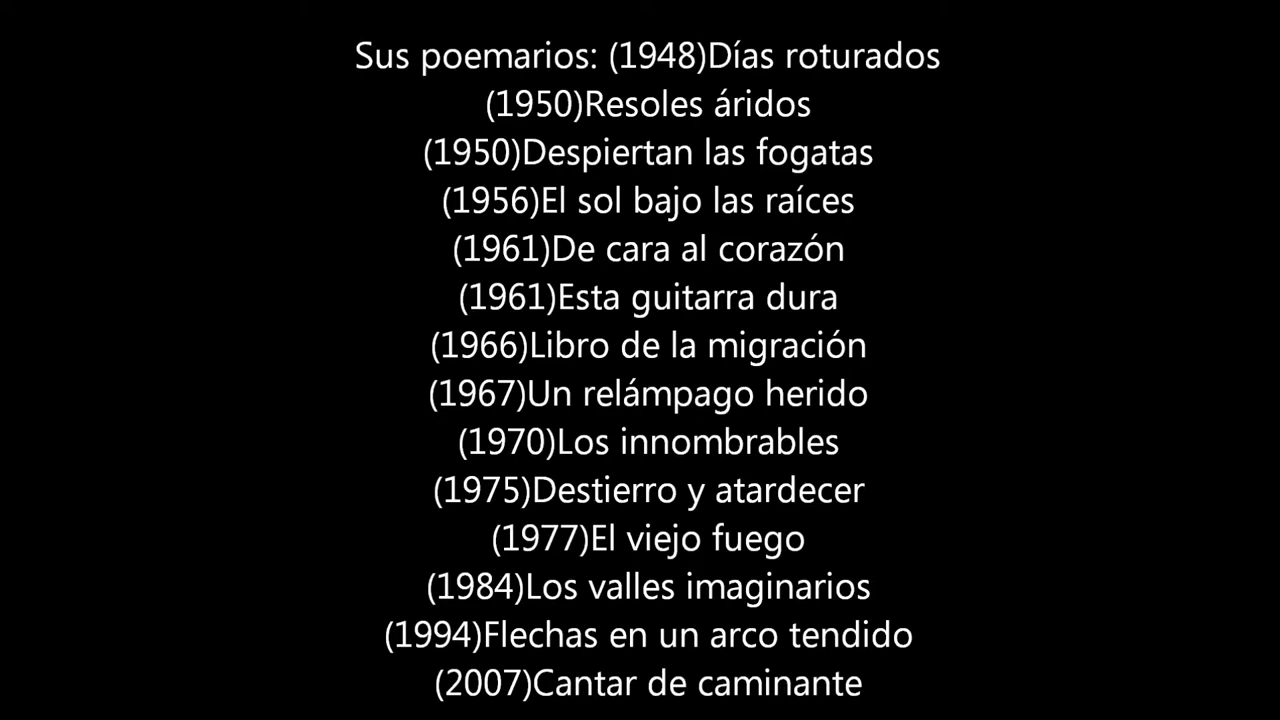 Sus poemarios: (1948)Días roturados
(1950)Resoles áridos
(1950)Despiertan las fogatas
(1956)El sol bajo las raíces
(1961)De cara al corazón
(1961)Esta guitarra dura
(1966)Libro de la migración
(1967)Un relámpago herido
(1970)Los innombrables
(1975)Destierro y atardecer
(1977)El viejo fuego
(1984)Los valles imaginarios
(1994)Flechas en un arco tendido
(2007)Cantar de caminante